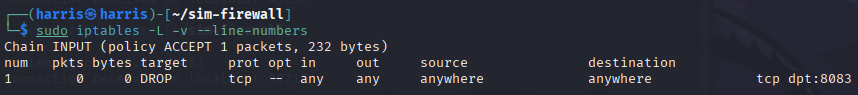 ┌──(harris㉿harris)-[~/sim-firewall]
└─$ sudo iptables -L -v --line-numbers
Chain INPUT (policy ACCEPT 1 packets, 232 bytes)
num   pkts bytes target     prot opt in     out     source               destination
1        0     0 DROP       tcp  --  any    any     anywhere             anywhere             tcp dpt:8083